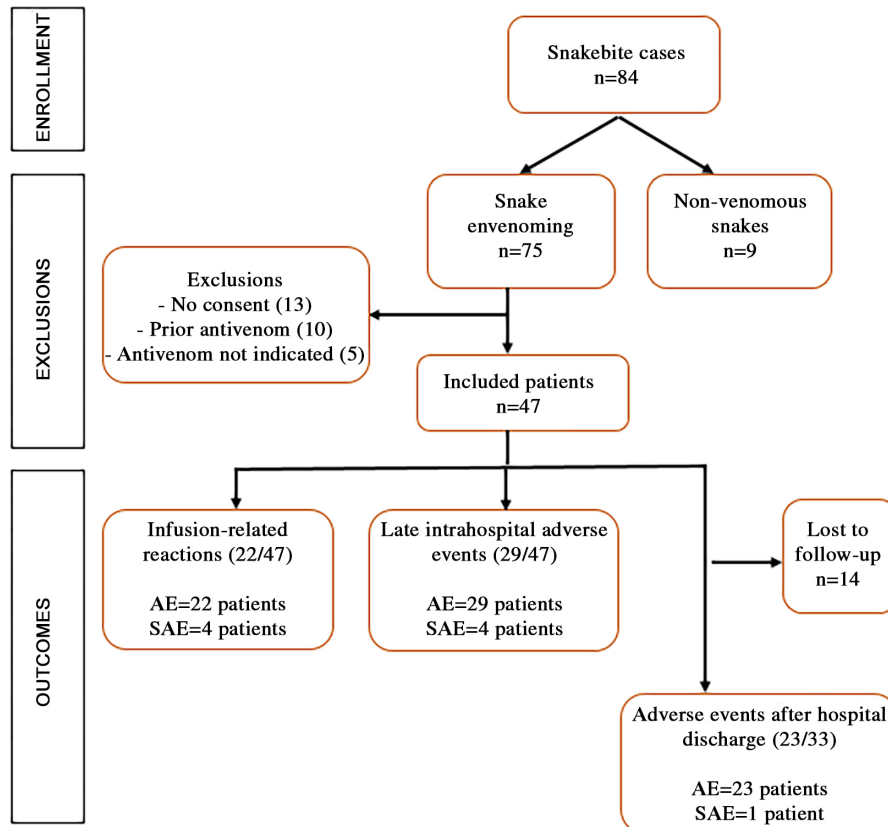 ENROLLMENT
Snakebite cases
n=84
EXCLUSIONS
Snake
envenoming
n=75
Non-venomous
snakes
n=9
Exclusions
- No consent (13)
- Prior antivenom (10)
- Antivenom not indicated (5)
Included patients
n=47
OUTCOMES
Infusion-related
reactions (22/47)
AE=22 patients
SAE=4 patients
Late intrahospital adverse
events (29/47)
AE=29 patients
SAE=4 patients
Lost to
follow-up
n=14
Adverse events after hospital
discharge (23/33)
AE=23 patients
SAE=1 patient